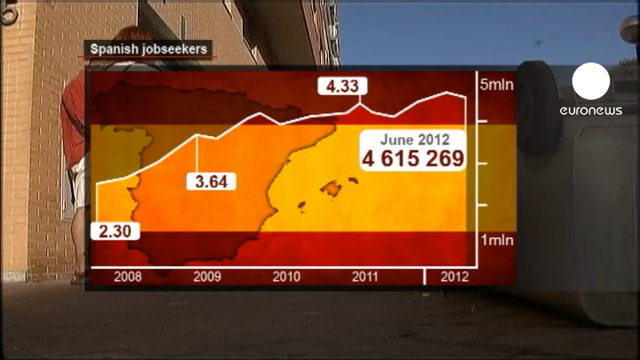 Spanish jobseekers
4.33
5mln
euronews
June 2012
4 615 269
3.64
2.30
1mln
2008 2009 2010 2011 2012